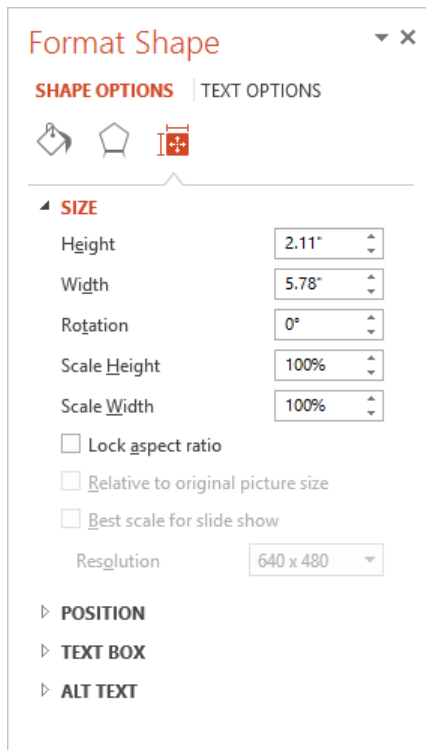 Format Shape
SHAPE OPTIONS TEXT OPTIONS
SIZE
Height 2.11"
Width 5.78"
Rotation 0°
Scale Height 100%
Scale Width 100%
Lock aspect ratio
Relative to original picture size
Best scale for slide show
Resolution 640 x 480
POSITION
TEXT BOX
ALT TEXT